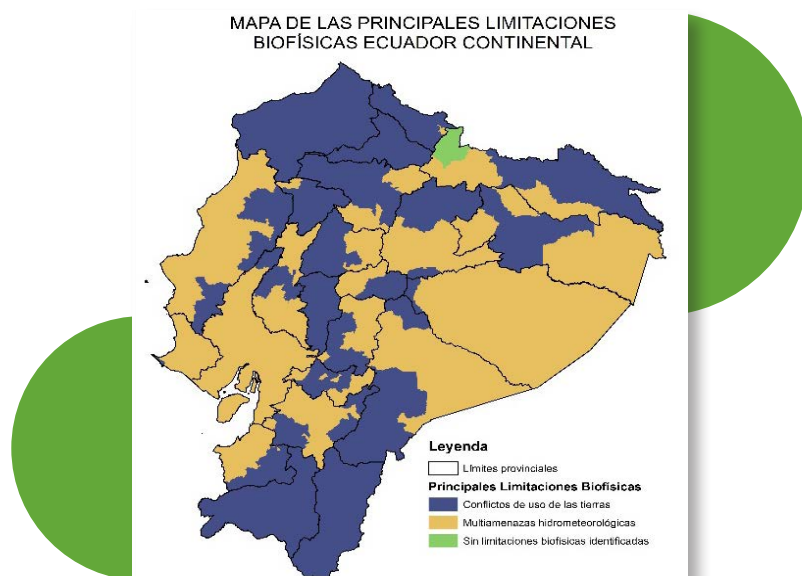 MAPA DE LAS PRINCIPALES LIMITACIONES
BIOFÍSICAS ECUADOR CONTINENTAL
Leyenda
Límites provinciales
Principales Limitaciones Biofísicas
Conflictos de uso de las tierras
Multiamenazas hidrometeorológicas
Sin limitaciones biofisicas identificadas